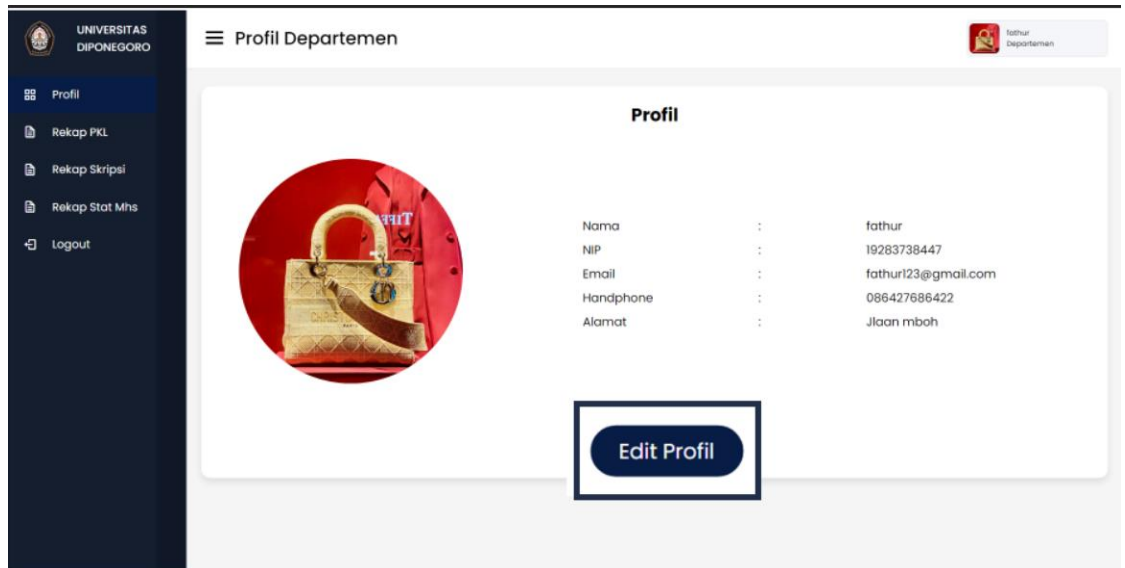 UNIVERSITAS
DIPONEGORO
Profil Departemen
fathur
Departemen
Profil
Rekap PKL
Rekap Skripsi
Rekap Stat Mhs
Logout
Profil
Nama : fathur
NIP : 19283738447
Email : fathur123@gmail.com
Handphone : 086427686422
Alamat : Jlaan mboh
Edit Profil